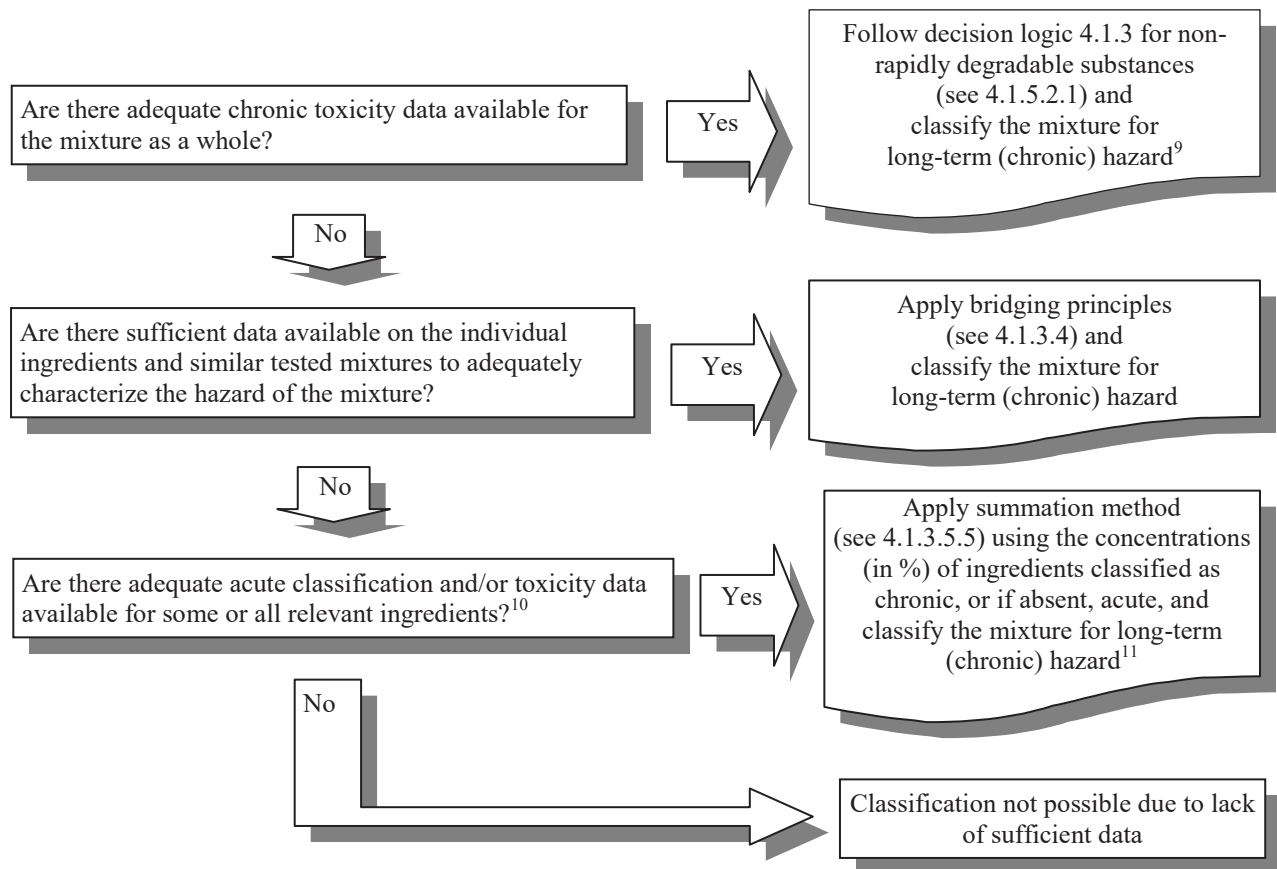 Are there adequate chronic toxicity data available for
the mixture as a whole?
Yes
Follow decision logic 4.1.3 for non-
rapidly degradable substances
(see 4.1.5.2.1) and
classify the mixture for
long-term (chronic) hazard⁹
No
Are there sufficient data available on the individual
ingredients and similar tested mixtures to adequately
characterize the hazard of the mixture?
Yes
Apply bridging principles
(see 4.1.3.4) and
classify the mixture for
long-term (chronic) hazard
No
Are there adequate acute classification and/or toxicity data
available for some or all relevant ingredients?¹⁰
Yes
Apply summation method
(see 4.1.3.5.5) using the concentrations
(in %) of ingredients classified as
chronic, or if absent, acute, and
classify the mixture for long-term
(chronic) hazard¹¹
No
Classification not possible due to lack
of sufficient data